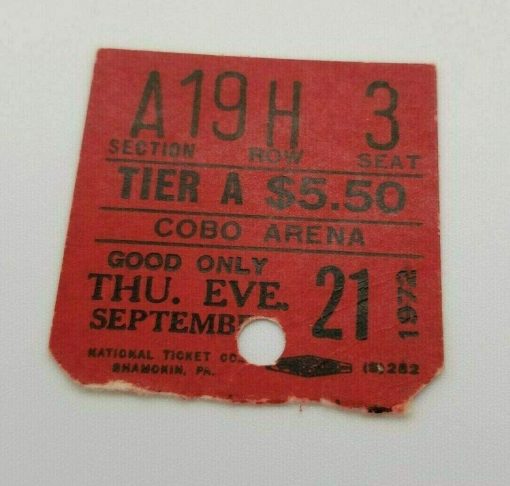 A19 H 3
SECTION ROW SEAT
TIER A $5.50
COBO ARENA
GOOD ONLY
THU. EVE. 21 1972
SEPTEMBE
NATIONAL TICKET CO
SHAMOKIN, PA. (S)282